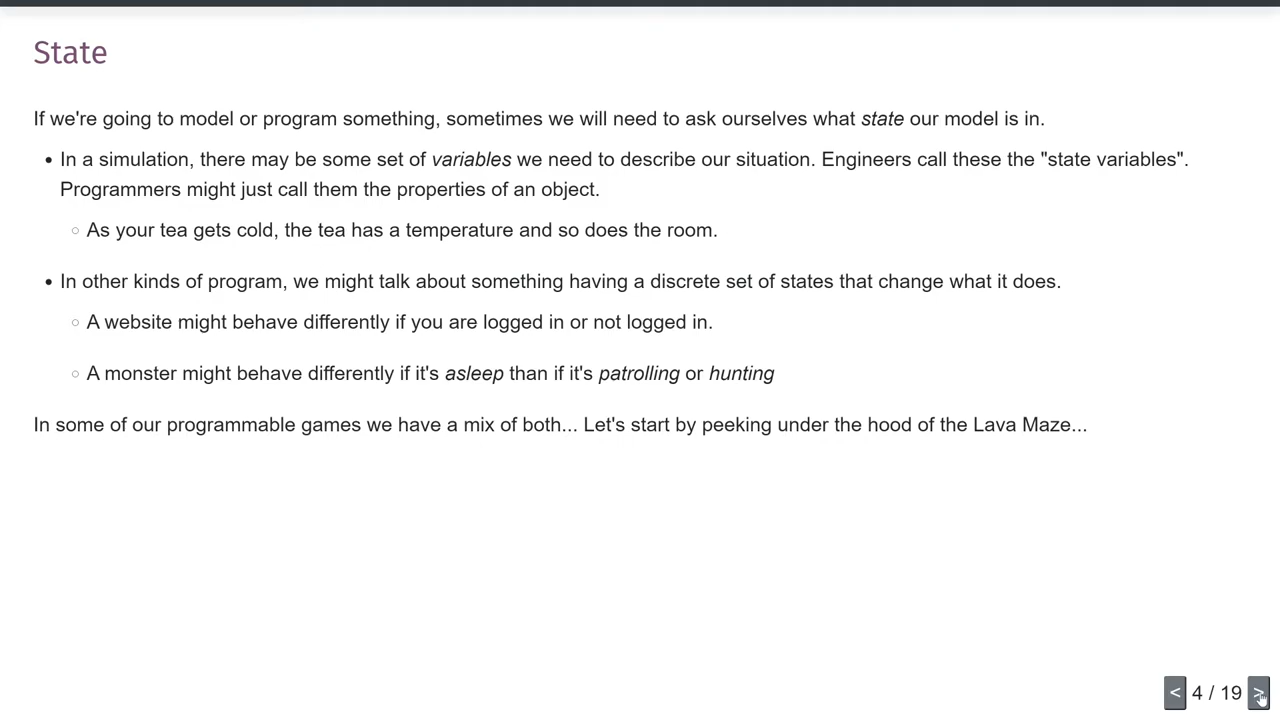 State
If we're going to model or program something, sometimes we will need to ask ourselves what state our model is in.
• In a simulation, there may be some set of variables we need to describe our situation. Engineers call these the "state variables".
Programmers might just call them the properties of an object.
○ As your tea gets cold, the tea has a temperature and so does the room.
• In other kinds of program, we might talk about something having a discrete set of states that change what it does.
○ A website might behave differently if you are logged in or not logged in.
○ A monster might behave differently if it's asleep than if it's patrolling or hunting
In some of our programmable games we have a mix of both... Let's start by peeking under the hood of the Lava Maze...
< 4 / 19 >